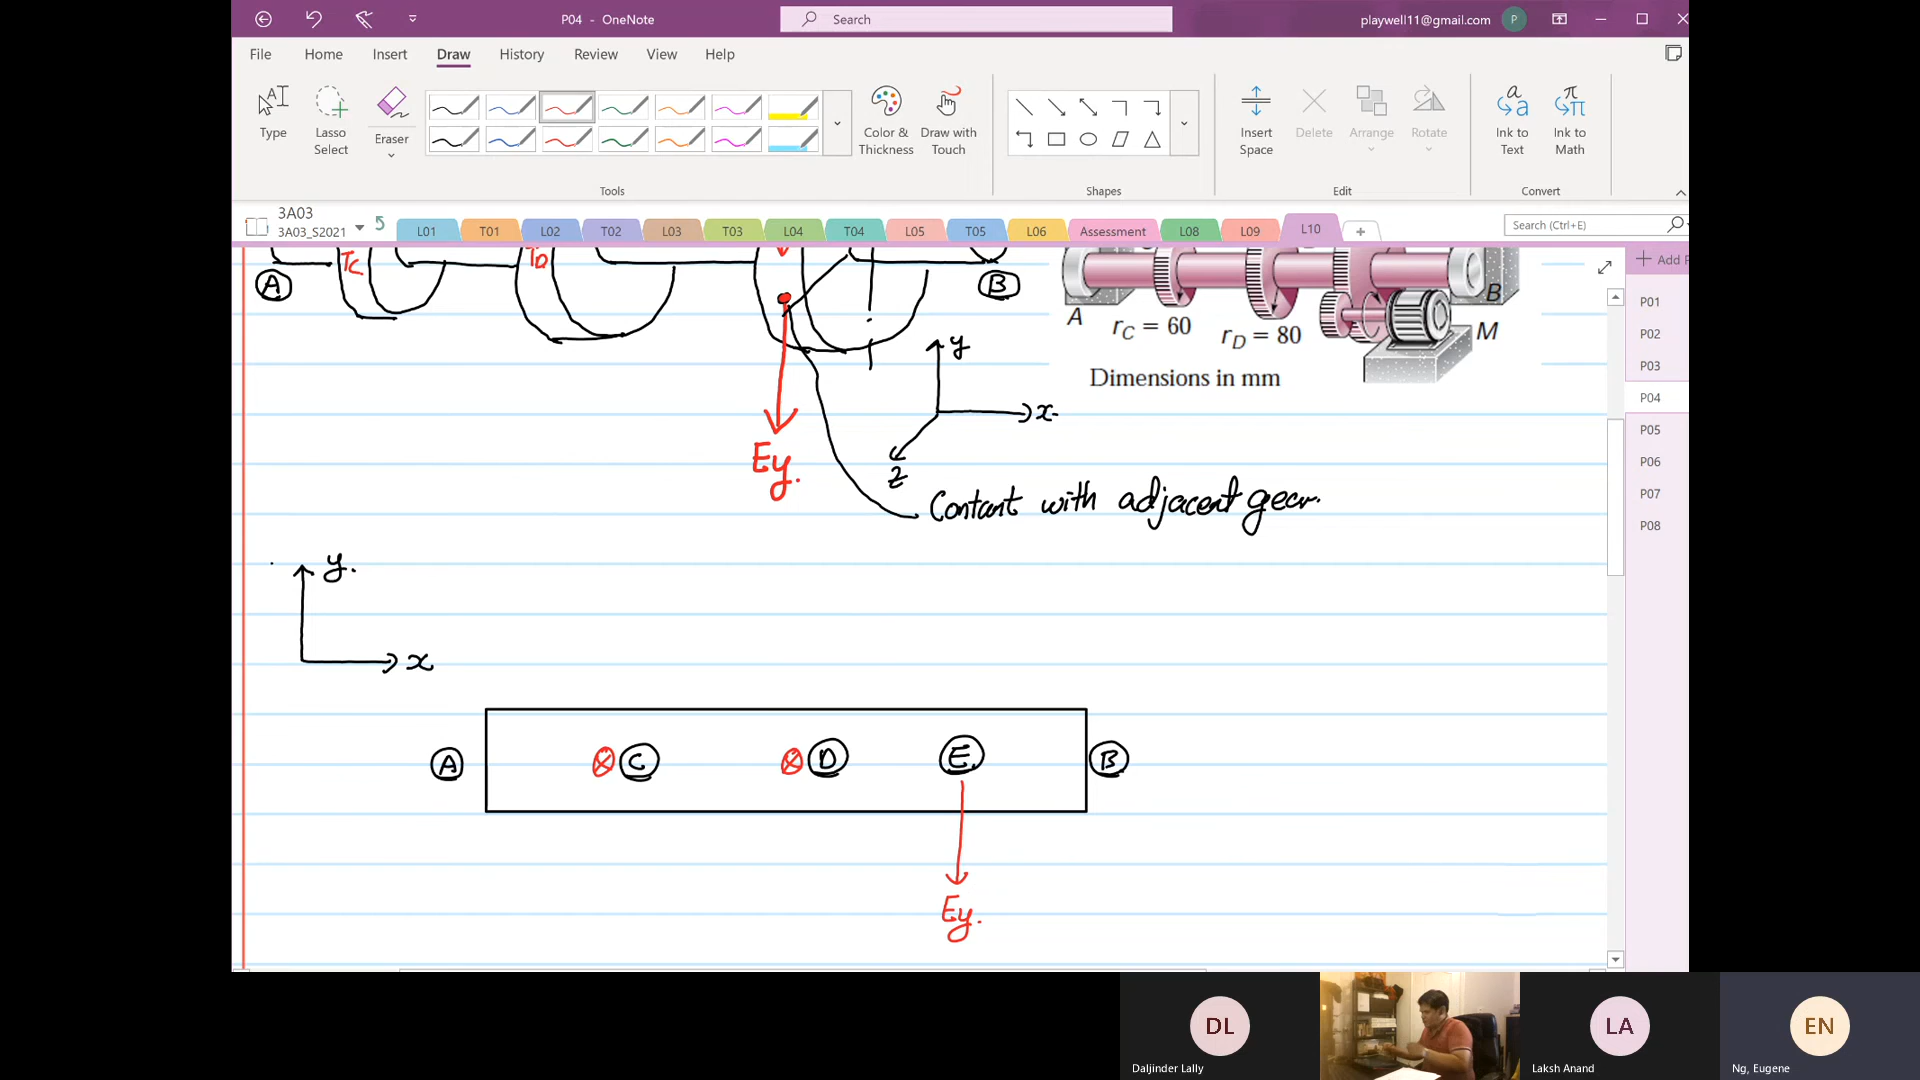 P04 - OneNote
Search
playwell11@gmail.com
P
File
Home
Insert
Draw
History
Review
View
Help
Type
Lasso Select
Eraser
Color & Thickness
Draw with Touch
Insert Space
Delete
Arrange
Rotate
Ink to Text
Ink to Math
Tools
Shapes
Edit
Convert
3A03
3A03_S2021
L01
T01
L02
T02
L03
T03
L04
T04
L05
T05
L06
Assessment
L08
L09
L10
Search (Ctrl+E)
Add P
P01
P02
P03
P04
P05
P06
P07
P08
A
TC
TD
B
A
rC = 60
rD = 80
B
M
Dimensions in mm
y
x
z
Ey.
Contant with adjacent gear.
y.
x
A
C
D
E.
B
Ey.
DL
Daljinder Lally
LA
Laksh Anand
EN
Ng, Eugene